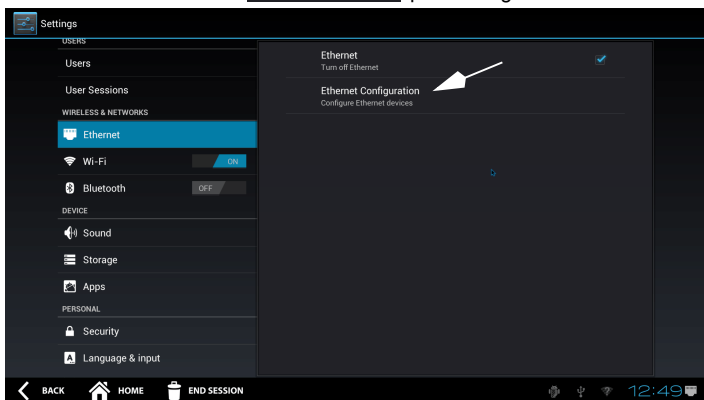 Settings
USERS
Users
User Sessions
WIRELESS & NETWORKS
Ethernet
Wi-Fi
ON
Bluetooth
OFF
DEVICE
Sound
Storage
Apps
PERSONAL
Security
A
Language & input
Ethernet
Turn off Ethernet
Ethernet Configuration
Configure Ethernet devices
BACK HOME END SESSION 12:49